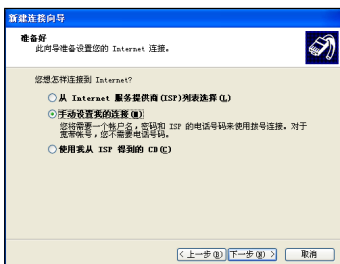 新建连接向导
准备好
此向导准备设置您的 Internet 连接。
您想怎样连接到 Internet?
从 Internet 服务提供商(ISP)列表选择(L)
手动设置我的连接(M)
您将需要一个帐户名，密码和 ISP 的电话号码来使用拨号连接。对于
宽带帐号，您不需要电话号码。
使用我从 ISP 得到的 CD(C)
<上一步(B) 下一步(N)> 取消